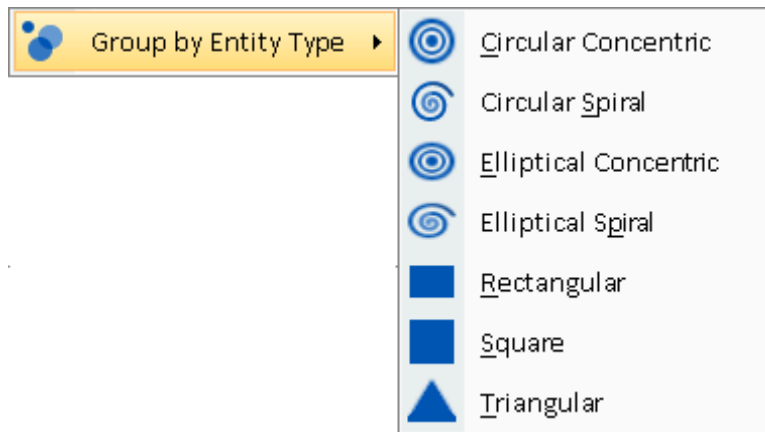 Group by Entity Type
Circular Concentric
Circular Spiral
Elliptical Concentric
Elliptical Spiral
Rectangular
Square
Triangular